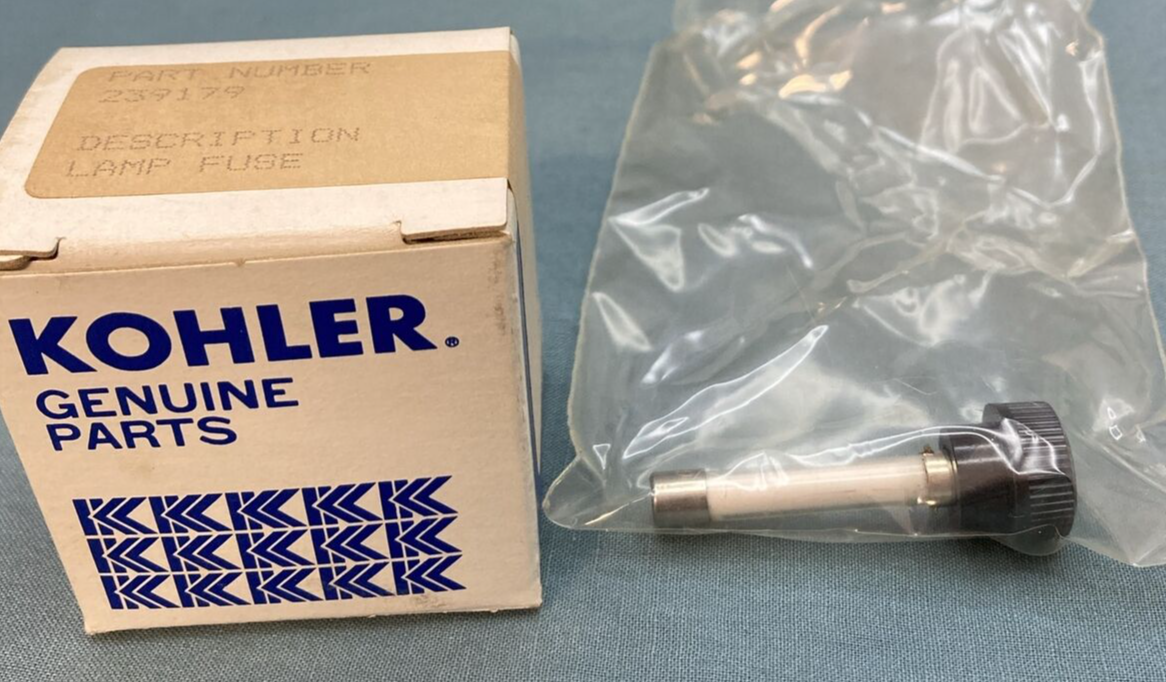 PART NUMBER
239179
DESCRIPTION
LAMP FUSE
KOHLER®
GENUINE
PARTS